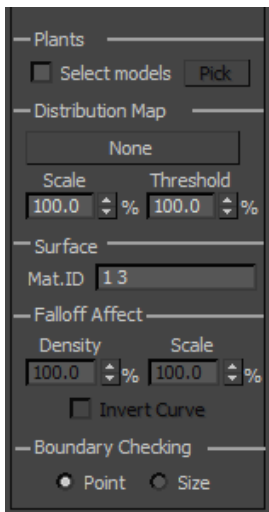 Plants
Select models Pick
Distribution Map
None
Scale Threshold
100.0 % 100.0 %
Surface
Mat.ID 1 3
Falloff Affect
Density Scale
100.0 % 100.0 %
Invert Curve
Boundary Checking
Point Size